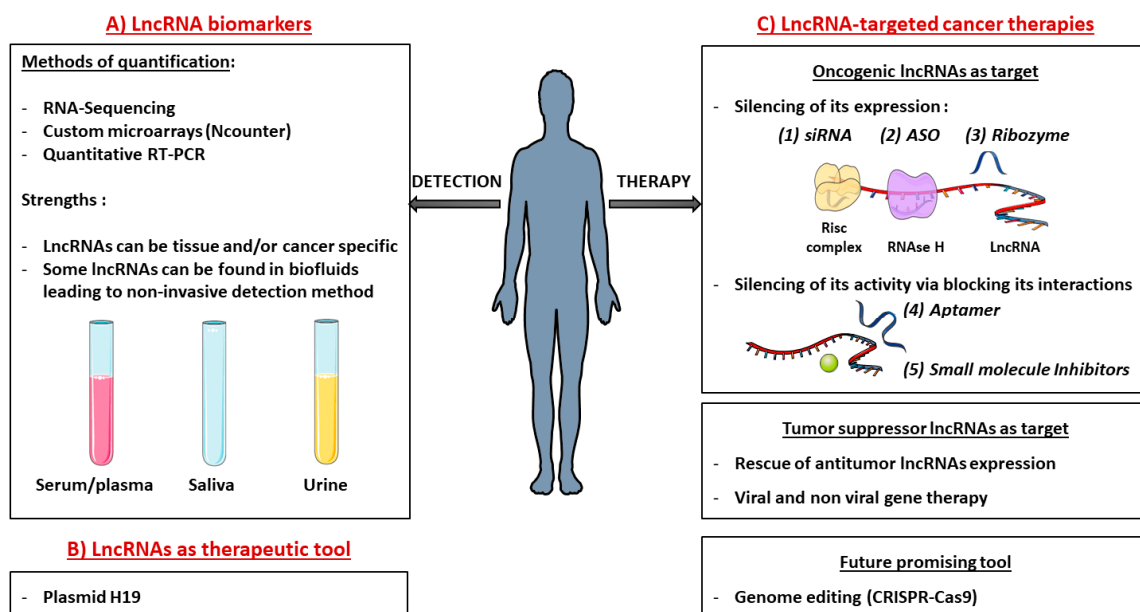 A) LncRNA biomarkers
Methods of quantification:
- RNA-Sequencing
- Custom microarrays (Ncounter)
- Quantitative RT-PCR
Strengths :
- LncRNAs can be tissue and/or cancer specific
- Some lncRNAs can be found in biofluids
leading to non-invasive detection method
Serum/plasma Saliva Urine
B) LncRNAs as therapeutic tool
- Plasmid H19
DETECTION THERAPY
C) LncRNA-targeted cancer therapies
Oncogenic lncRNAs as target
- Silencing of its expression :
(1) siRNA (2) ASO (3) Ribozyme
Risc
complex RNAse H LncRNA
- Silencing of its activity via blocking its interactions
(4) Aptamer
(5) Small molecule Inhibitors
Tumor suppressor lncRNAs as target
- Rescue of antitumor lncRNAs expression
- Viral and non viral gene therapy
Future promising tool
- Genome editing (CRISPR-Cas9)